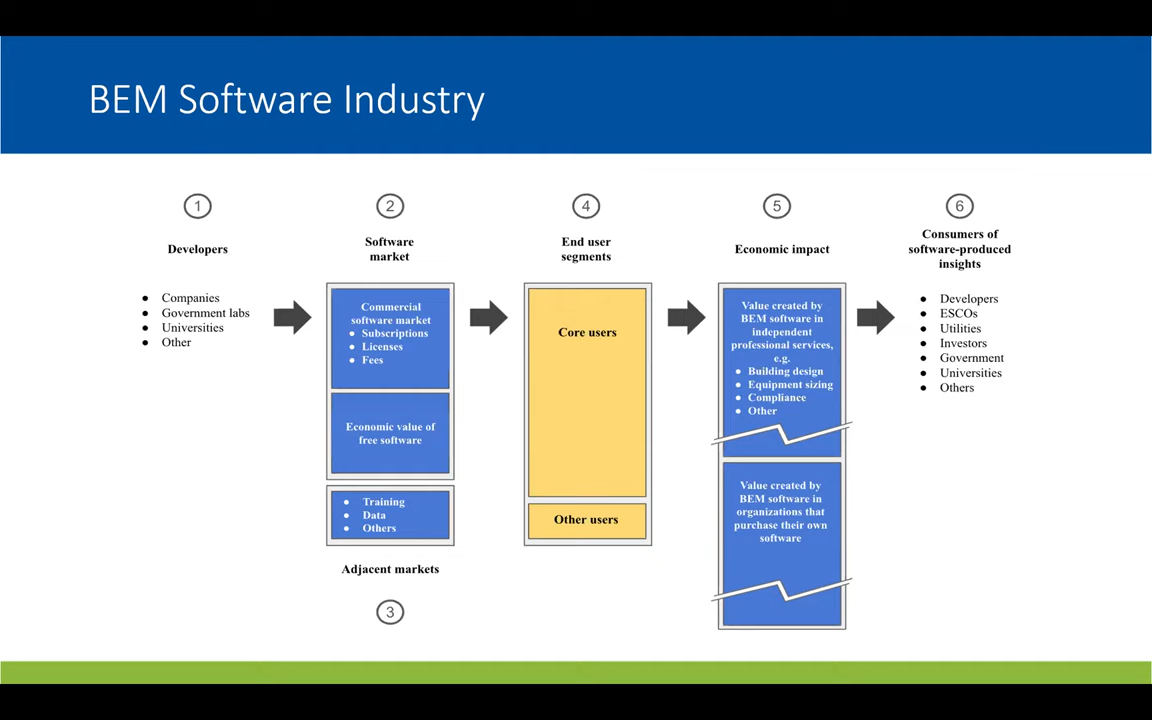 BEM Software Industry
1
Developers
● Companies
● Government labs
● Universities
● Other
2
Software
market
Commercial
software market
● Subscriptions
● Licenses
● Fees
Economic value of
free software
● Training
● Data
● Others
Adjacent markets
3
4
End user
segments
Core users
Other users
5
Economic impact
Value created by
BEM software in
independent
professional services,
e.g.
● Building design
● Equipment sizing
● Compliance
● Other
Value created by
BEM software in
organizations that
purchase their own
software
6
Consumers of
software-produced
insights
● Developers
● ESCOs
● Utilities
● Investors
● Government
● Universities
● Others